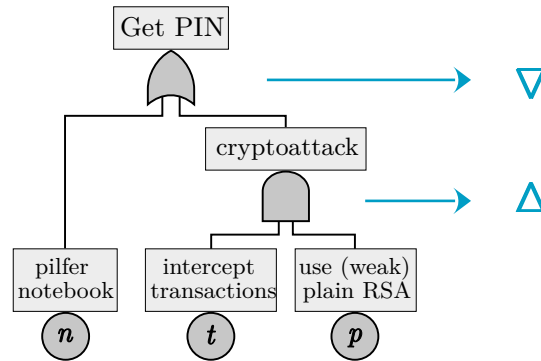 Get PIN
∇
cryptoattack
Δ
pilfer
notebook
intercept
transactions
use (weak)
plain RSA
n
t
p